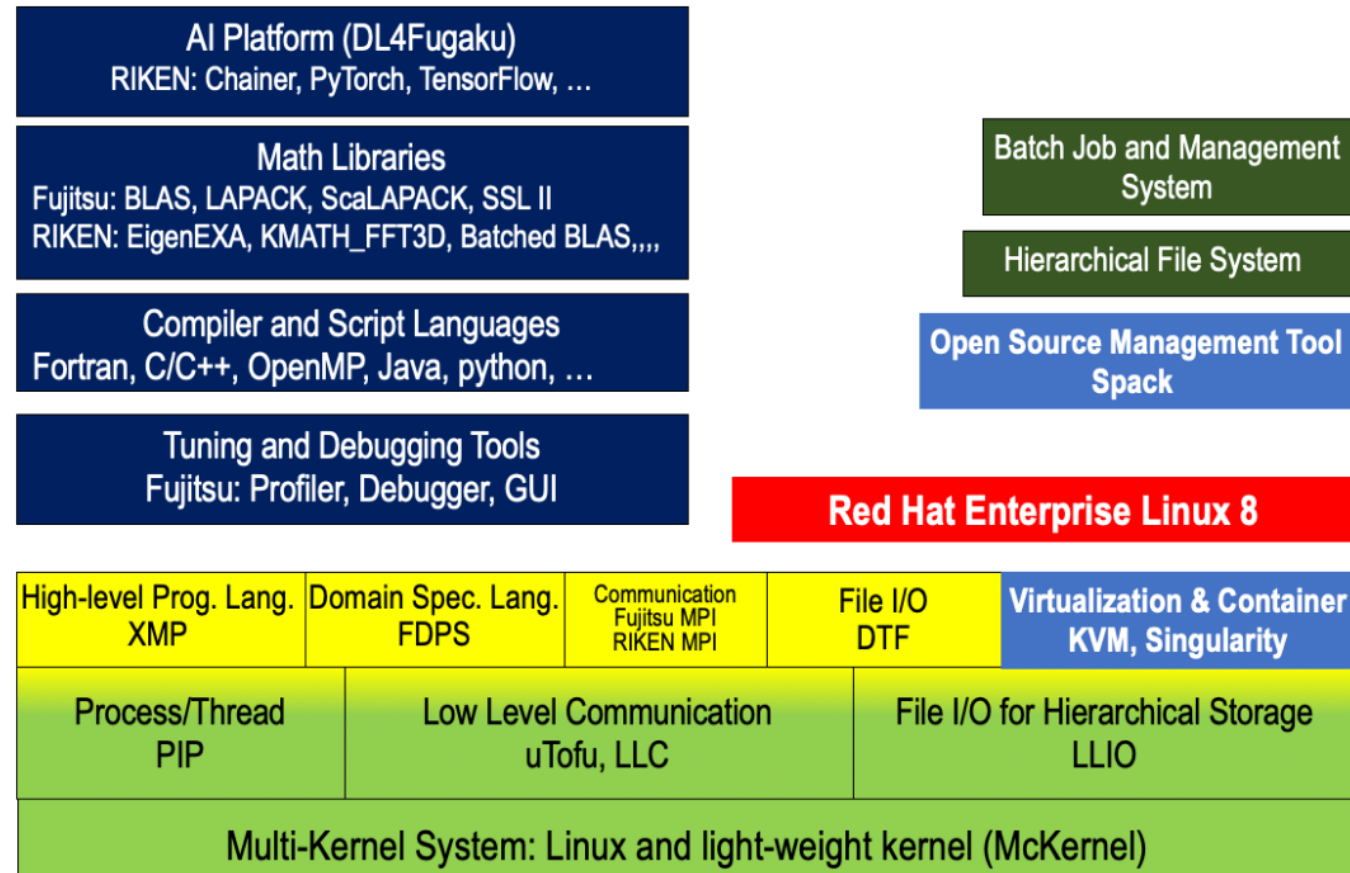 AI Platform (DL4Fugaku)
RIKEN: Chainer, PyTorch, TensorFlow, …
Math Libraries
Fujitsu: BLAS, LAPACK, ScaLAPACK, SSL II
RIKEN: EigenEXA, KMATH_FFT3D, Batched BLAS,,,,
Compiler and Script Languages
Fortran, C/C++, OpenMP, Java, python, …
Tuning and Debugging Tools
Fujitsu: Profiler, Debugger, GUI
Batch Job and Management
System
Hierarchical File System
Open Source Management Tool
Spack
Red Hat Enterprise Linux 8
High-level Prog. Lang.
XMP
Domain Spec. Lang.
FDPS
Communication
Fujitsu MPI
RIKEN MPI
File I/O
DTF
Virtualization & Container
KVM, Singularity
Process/Thread
PIP
Low Level Communication
uTofu, LLC
File I/O for Hierarchical Storage
LLIO
Multi-Kernel System: Linux and light-weight kernel (McKernel)